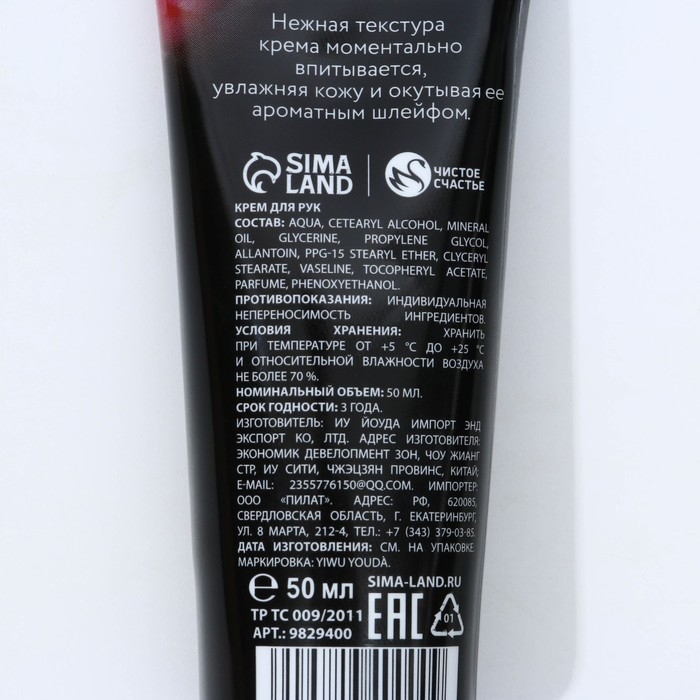 Нежная текстура
крема моментально
впитывается,
увлажняя кожу и окутывая ее
ароматным шлейфом.
SIMA
LAND
ЧИСТОЕ
СЧАСТЬЕ
КРЕМ ДЛЯ РУК
СОСТАВ: AQUA, CETEARYL ALCOHOL, MINERAL
OIL, GLYCERINE, PROPYLENE GLYCOL,
ALLANTOIN, PPG-15 STEARYL ETHER, GLYCERYL
STEARATE, VASELINE, TOCOPHERYL ACETATE,
PARFUME, PHENOXYETHANOL.
ПРОТИВОПОКАЗАНИЯ: ИНДИВИДУАЛЬНАЯ
НЕПЕРЕНОСИМОСТЬ ИНГРЕДИЕНТОВ.
УСЛОВИЯ ХРАНЕНИЯ: ХРАНИТЬ
ПРИ ТЕМПЕРАТУРЕ ОТ +5 °C ДО +25 °C
И ОТНОСИТЕЛЬНОЙ ВЛАЖНОСТИ ВОЗДУХА
НЕ БОЛЕЕ 70 %.
НОМИНАЛЬНЫЙ ОБЪЕМ: 50 МЛ.
СРОК ГОДНОСТИ: 3 ГОДА.
ИЗГОТОВИТЕЛЬ: ИУ ЙОУДА ИМПОРТ ЭНД
ЭКСПОРТ КО, ЛТД. АДРЕС ИЗГОТОВИТЕЛЯ:
ЭКОНОМИК ДЕВЕЛОПМЕНТ ЗОН, ЧОУ ЖИАНГ
СТР, ИУ СИТИ, ЧЖЭЦЗЯН ПРОВИНС, КИТАЙ;
E-MAIL: 2355776150@QQ.COM. ИМПОРТЕР:
ООО «ПИЛАТ». АДРЕС: РФ, 620085,
СВЕРДЛОВСКАЯ ОБЛАСТЬ, Г. ЕКАТЕРИНБУРГ,
УЛ. 8 МАРТА, 212-4, ТЕЛ.: +7 (343) 379-03-85.
ДАТА ИЗГОТОВЛЕНИЯ: СМ. НА УПАКОВКЕ.
МАРКИРОВКА: YIWU YOUDÀ.
℮ 50 МЛ
SIMA-LAND.RU
ТР ТС 009/2011
АРТ.: 9829400
EAC
01